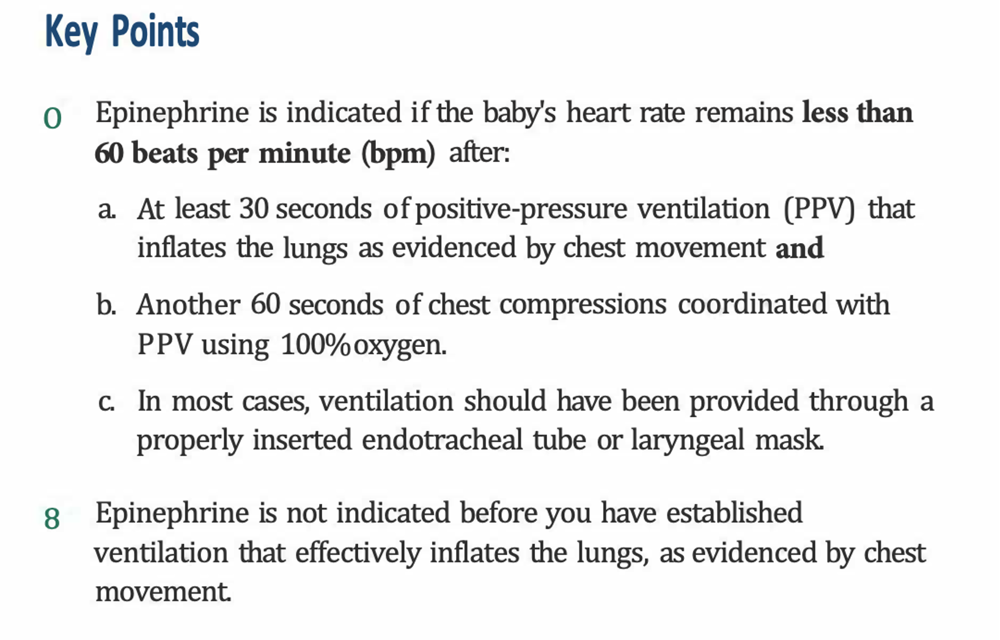 Key Points
0 Epinephrine is indicated if the baby's heart rate remains less than
60 beats per minute (bpm) after:
a. At least 30 seconds of positive-pressure ventilation (PPV) that
inflates the lungs as evidenced by chest movement and
b. Another 60 seconds of chest compressions coordinated with
PPV using 100% oxygen.
c. In most cases, ventilation should have been provided through a
properly inserted endotracheal tube or laryngeal mask.
8 Epinephrine is not indicated before you have established
ventilation that effectively inflates the lungs, as evidenced by chest
movement.